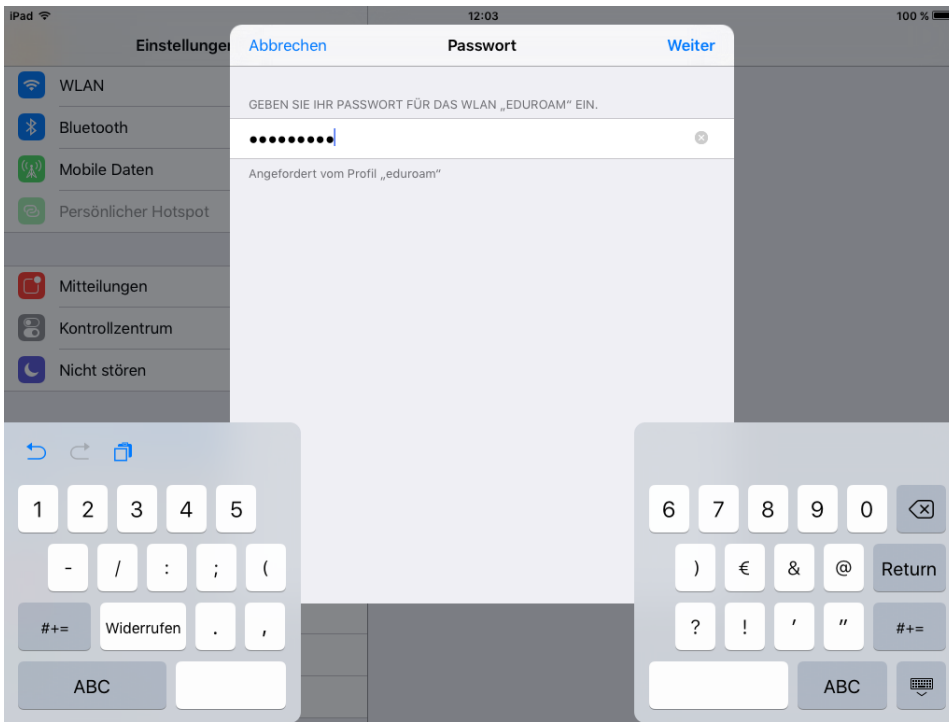 iPad 12:03 100 %
Einstellungen
Abbrechen Passwort Weiter
WLAN
Bluetooth
Mobile Daten
Persönlicher Hotspot
Mitteilungen
Kontrollzentrum
Nicht stören
GEBEN SIE IHR PASSWORT FÜR DAS WLAN „EDUROAM“ EIN.
•••••••••
Angefordert vom Profil „eduroam“
1 2 3 4 5
- / : ; (
#+= Widerrufen . ,
ABC
6 7 8 9 0
) € & @ Return
? ! ' " #+=
ABC